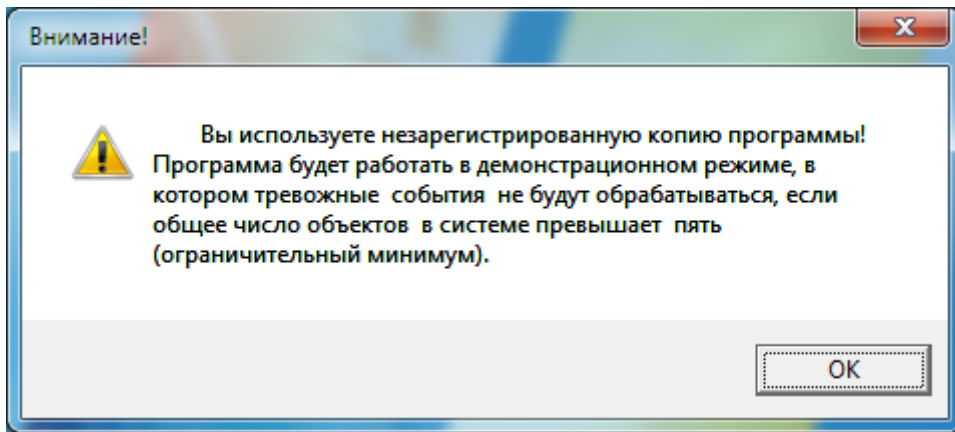 Внимание!
Вы используете незарегистрированную копию программы!
Программа будет работать в демонстрационном режиме, в
котором тревожные события не будут обрабатываться, если
общее число объектов в системе превышает пять
(ограничительный минимум).
OK